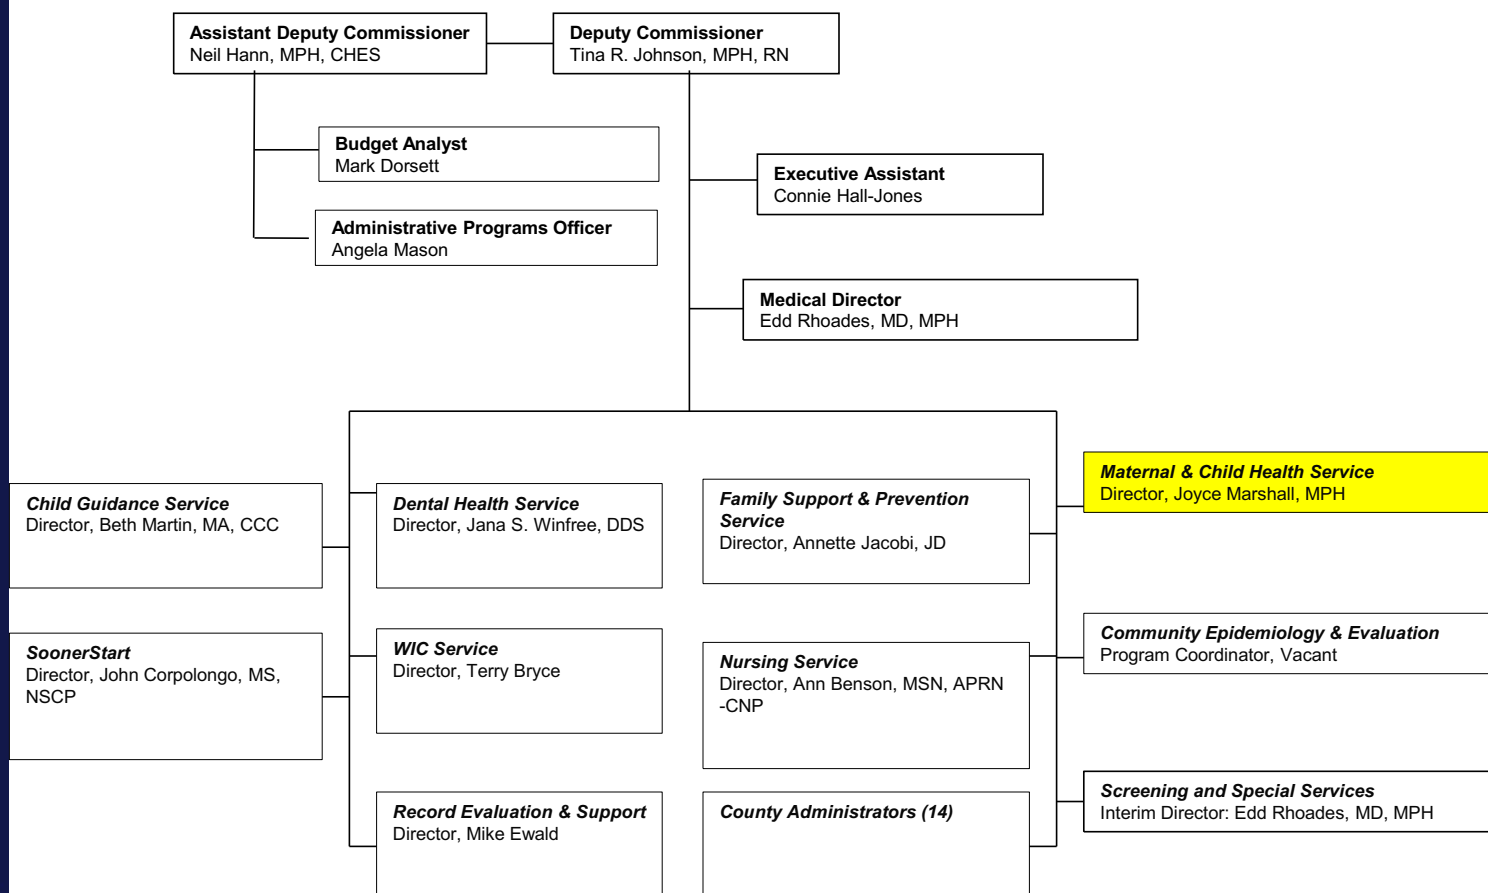 Assistant Deputy Commissioner
Neil Hann, MPH, CHES
Deputy Commissioner
Tina R. Johnson, MPH, RN
Budget Analyst
Mark Dorsett
Executive Assistant
Connie Hall-Jones
Administrative Programs Officer
Angela Mason
Medical Director
Edd Rhoades, MD, MPH
Child Guidance Service
Director, Beth Martin, MA, CCC
Dental Health Service
Director, Jana S. Winfree, DDS
Family Support & Prevention
Service
Director, Annette Jacobi, JD
Maternal & Child Health Service
Director, Joyce Marshall, MPH
SoonerStart
Director, John Corpolongo, MS,
NSCP
WIC Service
Director, Terry Bryce
Nursing Service
Director, Ann Benson, MSN, APRN
-CNP
Community Epidemiology & Evaluation
Program Coordinator, Vacant
Record Evaluation & Support
Director, Mike Ewald
County Administrators (14)
Screening and Special Services
Interim Director: Edd Rhoades, MD, MPH